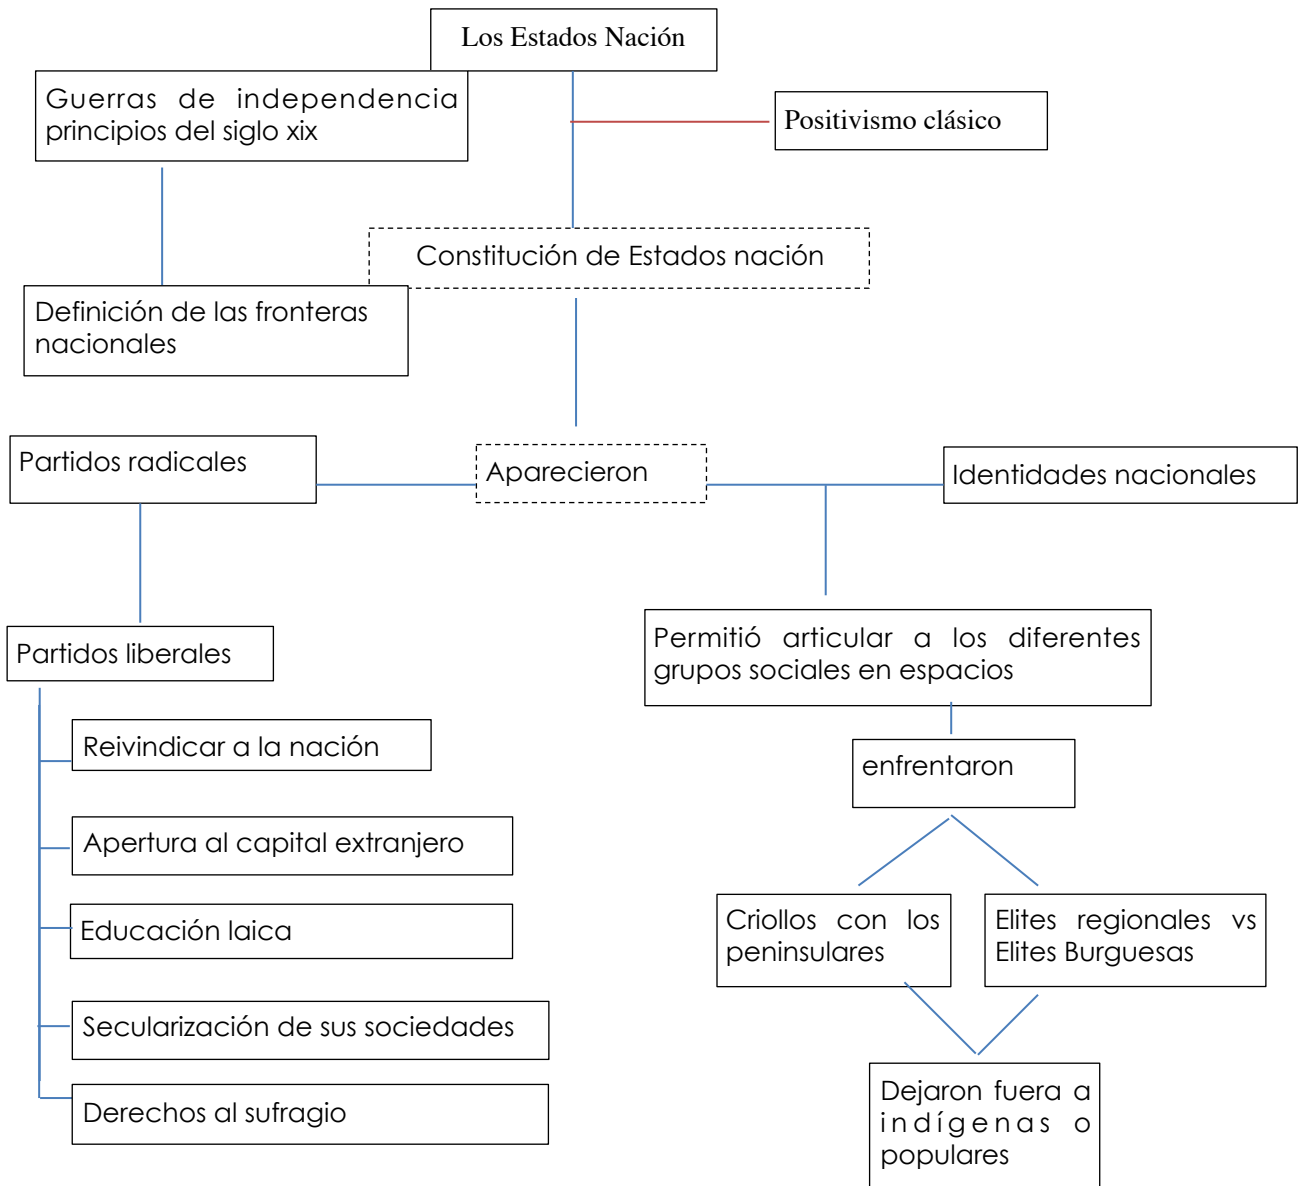 Los Estados Nación
Guerras de independencia
principios del siglo xix
Positivismo clásico
Constitución de Estados nación
Definición de las fronteras
nacionales
Partidos radicales
Aparecieron
Identidades nacionales
Partidos liberales
Permitió articular a los diferentes
grupos sociales en espacios
Reivindicar a la nación
enfrentaron
Apertura al capital extranjero
Educación laica
Criollos con los
peninsulares
Elites regionales vs
Elites Burguesas
Secularización de sus sociedades
Derechos al sufragio
Dejaron fuera a
indígenas o
populares